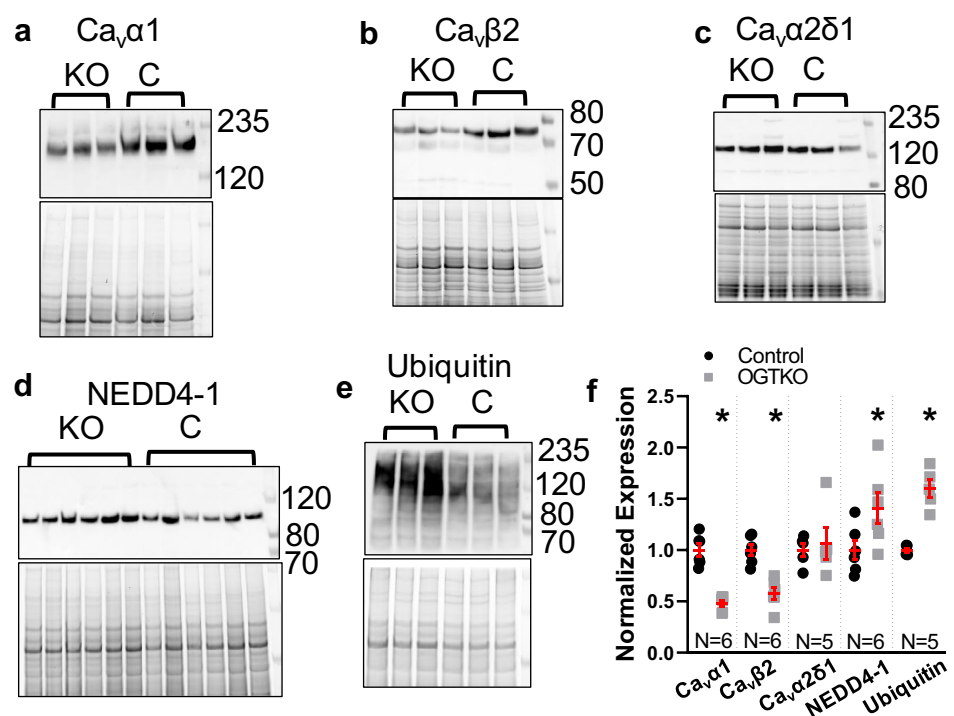 a Caᵥα1
KO C
235
120
b Caᵥβ2
KO C
80
70
50
c Caᵥα2δ1
KO C
235
120
80
d NEDD4-1
KO C
120
80
70
e Ubiquitin
KO C
235
120
80
70
f
Control
OGTKO
Normalized Expression
2.5
2.0
1.5
1.0
0.5
0.0
* * * *
N=6 N=6 N=5 N=6 N=5
Caᵥα1
Caᵥβ2
Caᵥα2δ1
NEDD4-1
Ubiquitin